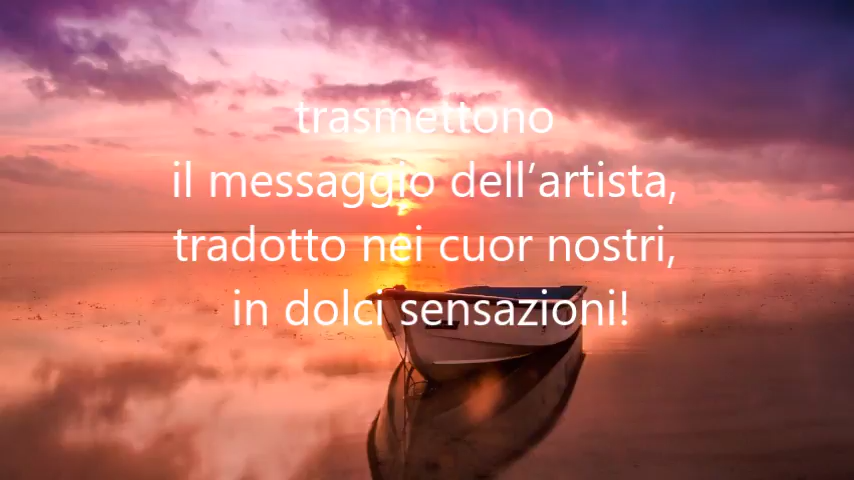 trasmettono
il messaggio dell’artista,
tradotto nei cuor nostri,
in dolci sensazioni!